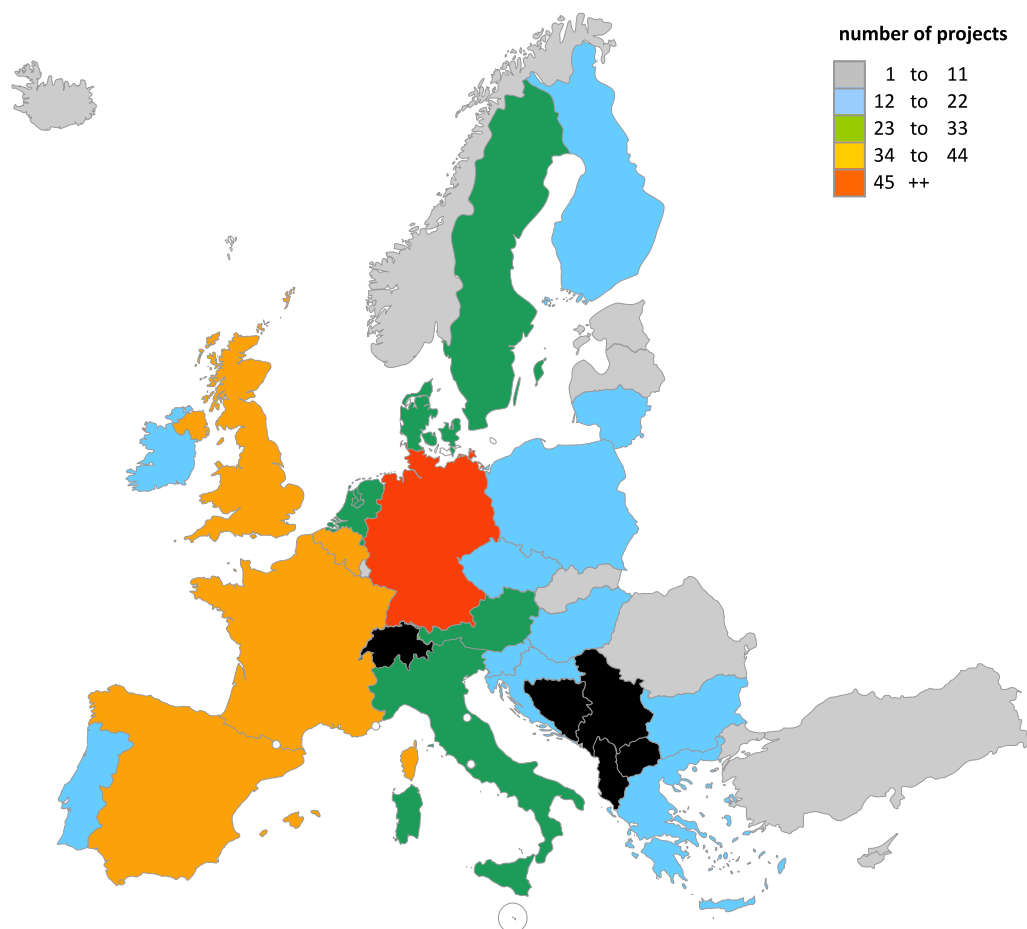 number of projects
1 to 11
12 to 22
23 to 33
34 to 44
45 ++